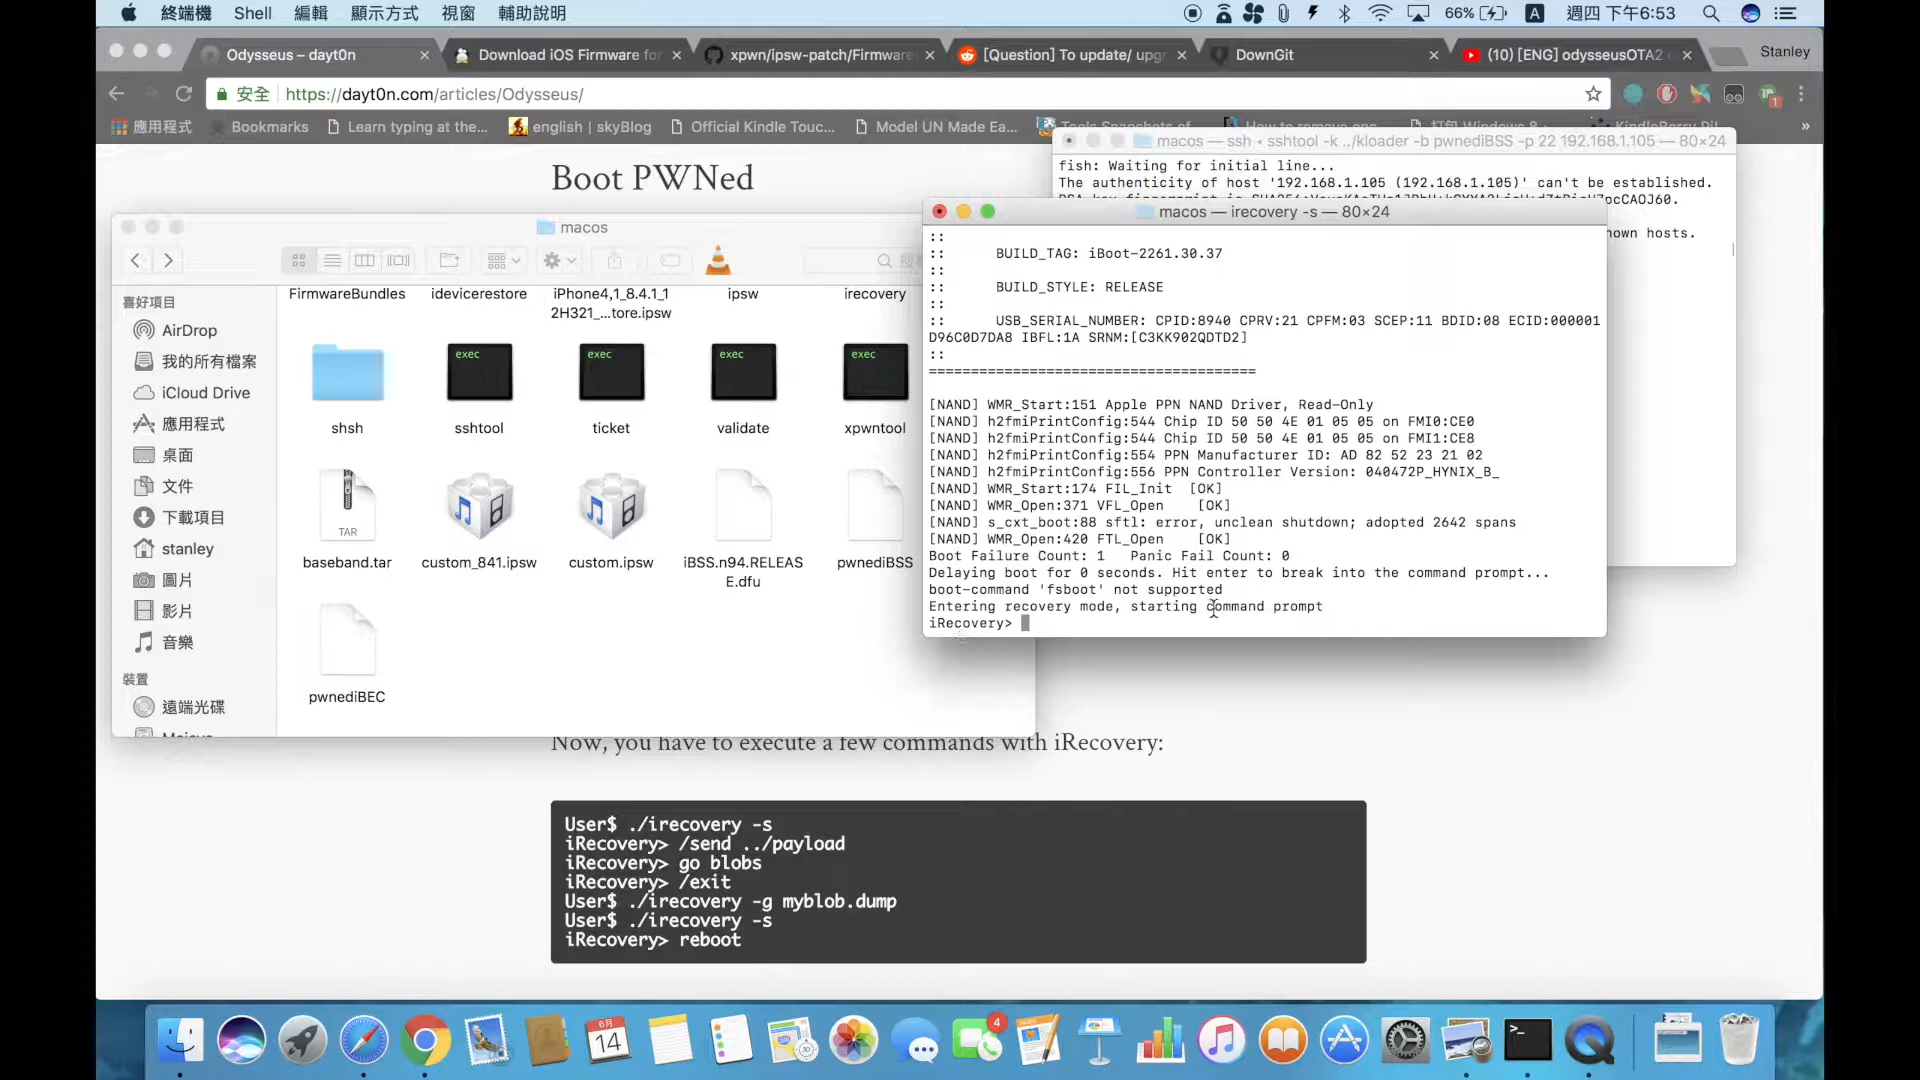 終端機 Shell 編輯 顯示方式 視窗 輔助說明
66% A 週四 下午6:53
Odysseus – dayt0n
Download iOS Firmware for
xpwn/ipsw-patch/Firmware
[Question] To update/ upgr
DownGit
(10) [ENG] odysseusOTA2
Stanley
安全 https://dayt0n.com/articles/Odysseus/
應用程式 Bookmarks Learn typing at the... english | skyBlog Official Kindle Touc... Model UN Made Ea... »
Boot PWNed
macos — ssh • sshtool -k ../kloader -b pwnediBSS -p 22 192.168.1.105 — 80×24
fish: Waiting for initial line...
The authenticity of host '192.168.1.105 (192.168.1.105)' can't be established.
pcCAOJ60.
nown hosts.
macos
喜好項目
AirDrop
我的所有檔案
iCloud Drive
應用程式
桌面
文件
下載項目
stanley
圖片
影片
音樂
裝置
遠端光碟
FirmwareBundles
idevicerestore
iPhone4,1_8.4.1_1
2H321_...tore.ipsw
ipsw
irecovery
exec
exec
exec
exec
shsh
sshtool
ticket
validate
xpwntool
TAR
baseband.tar
custom_841.ipsw
custom.ipsw
iBSS.n94.RELEAS
E.dfu
pwnediBSS
pwnediBEC
macos — irecovery -s — 80×24
::
:: BUILD_TAG: iBoot-2261.30.37
::
:: BUILD_STYLE: RELEASE
::
:: USB_SERIAL_NUMBER: CPID:8940 CPRV:21 CPFM:03 SCEP:11 BDID:08 ECID:000001
D96C0D7DA8 IBFL:1A SRNM:[C3KK902QDTD2]
::
=======================================
[NAND] WMR_Start:151 Apple PPN NAND Driver, Read-Only
[NAND] h2fmiPrintConfig:544 Chip ID 50 50 4E 01 05 05 on FMI0:CE0
[NAND] h2fmiPrintConfig:544 Chip ID 50 50 4E 01 05 05 on FMI1:CE8
[NAND] h2fmiPrintConfig:554 PPN Manufacturer ID: AD 82 52 23 21 02
[NAND] h2fmiPrintConfig:556 PPN Controller Version: 040472P_HYNIX_B_
[NAND] WMR_Start:174 FIL_Init [OK]
[NAND] WMR_Open:371 VFL_Open [OK]
[NAND] s_cxt_boot:88 sftl: error, unclean shutdown; adopted 2642 spans
[NAND] WMR_Open:420 FTL_Open [OK]
Boot Failure Count: 1 Panic Fail Count: 0
Delaying boot for 0 seconds. Hit enter to break into the command prompt...
boot-command 'fsboot' not supported
Entering recovery mode, starting command prompt
iRecovery>
Now, you have to execute a few commands with iRecovery:
User$ ./irecovery -s
iRecovery> /send ../payload
iRecovery> go blobs
iRecovery> /exit
User$ ./irecovery -g myblob.dump
User$ ./irecovery -s
iRecovery> reboot
6月
14
30
4
>_